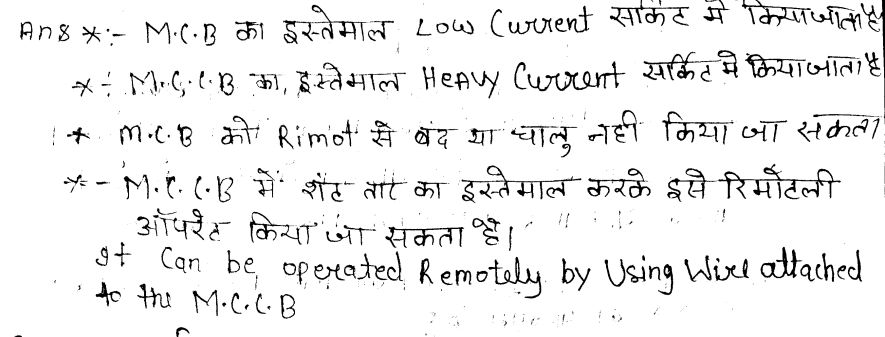 Ans *:- M.C.B का इस्तेमाल Low Current सर्किट मे किया जाता है
*:- M.C.C.B का, इस्तेमाल HEAVY Current सर्किट मे किया जाता है
* M.C.B को Rimot से बंद या चालु नही किया जा सकता
*:- M.C.C.B में शंट तार का इस्तेमाल करके इसे रिमोटली
ऑपरेट किया जा सकता है।
It Can be operated Remotely by Using Wire attached
to the M.C.C.B